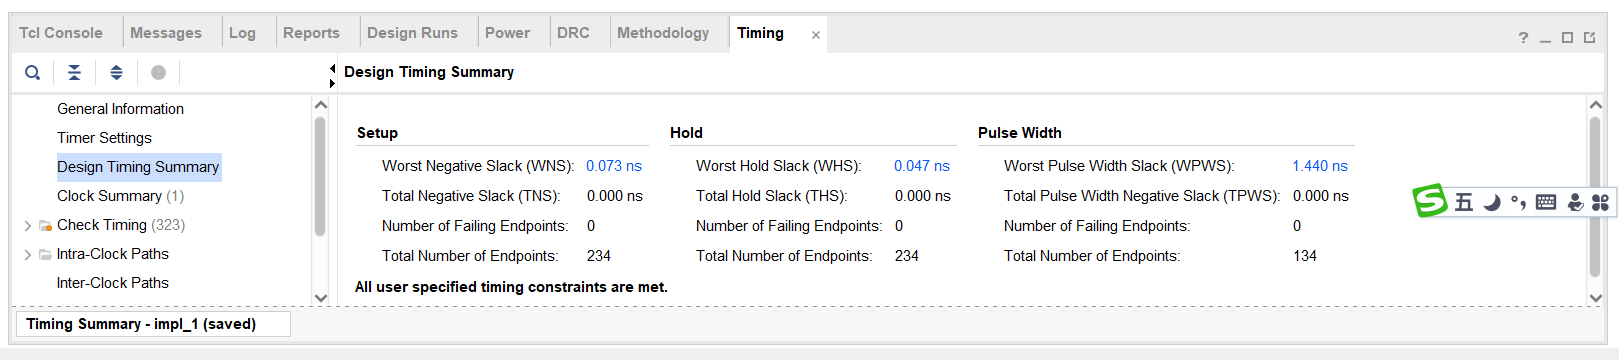 Tcl Console Messages Log Reports Design Runs Power DRC Methodology Timing × ?
Design Timing Summary
General Information
Timer Settings
Design Timing Summary
Clock Summary (1)
Check Timing (323)
Intra-Clock Paths
Inter-Clock Paths
Setup Hold Pulse Width
Worst Negative Slack (WNS): 0.073 ns Worst Hold Slack (WHS): 0.047 ns Worst Pulse Width Slack (WPWS): 1.440 ns
Total Negative Slack (TNS): 0.000 ns Total Hold Slack (THS): 0.000 ns Total Pulse Width Negative Slack (TPWS): 0.000 ns
Number of Failing Endpoints: 0 Number of Failing Endpoints: 0 Number of Failing Endpoints: 0
Total Number of Endpoints: 234 Total Number of Endpoints: 234 Total Number of Endpoints: 134
All user specified timing constraints are met.
S 五
Timing Summary - impl_1 (saved)